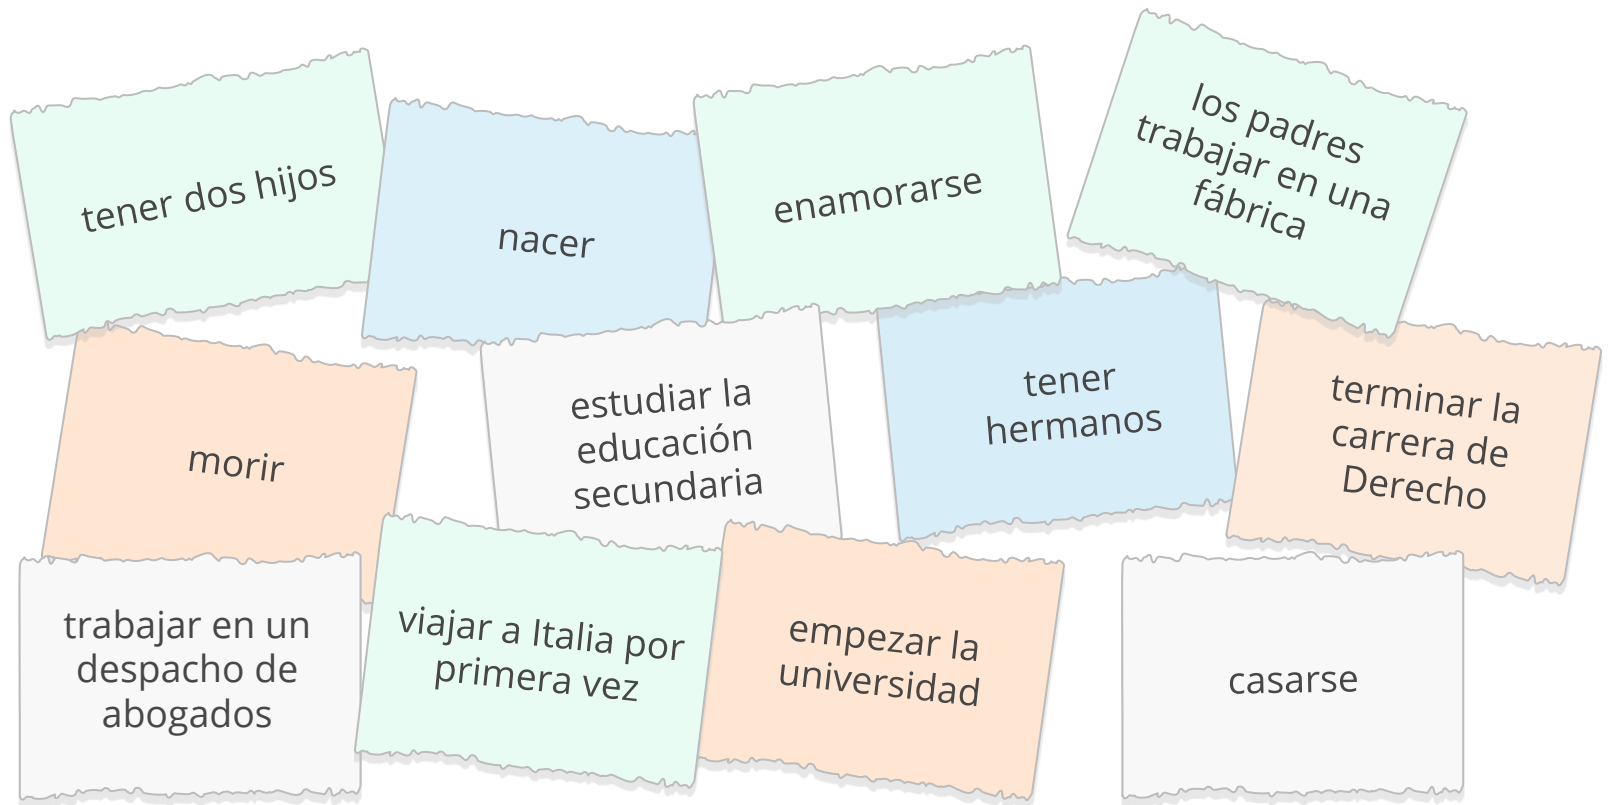 tener dos hijos
nacer
enamorarse
los padres
trabajar en una
fábrica
morir
estudiar la
educación
secundaria
tener
hermanos
terminar la
carrera de
Derecho
trabajar en un
despacho de
abogados
viajar a Italia por
primera vez
empezar la
universidad
casarse